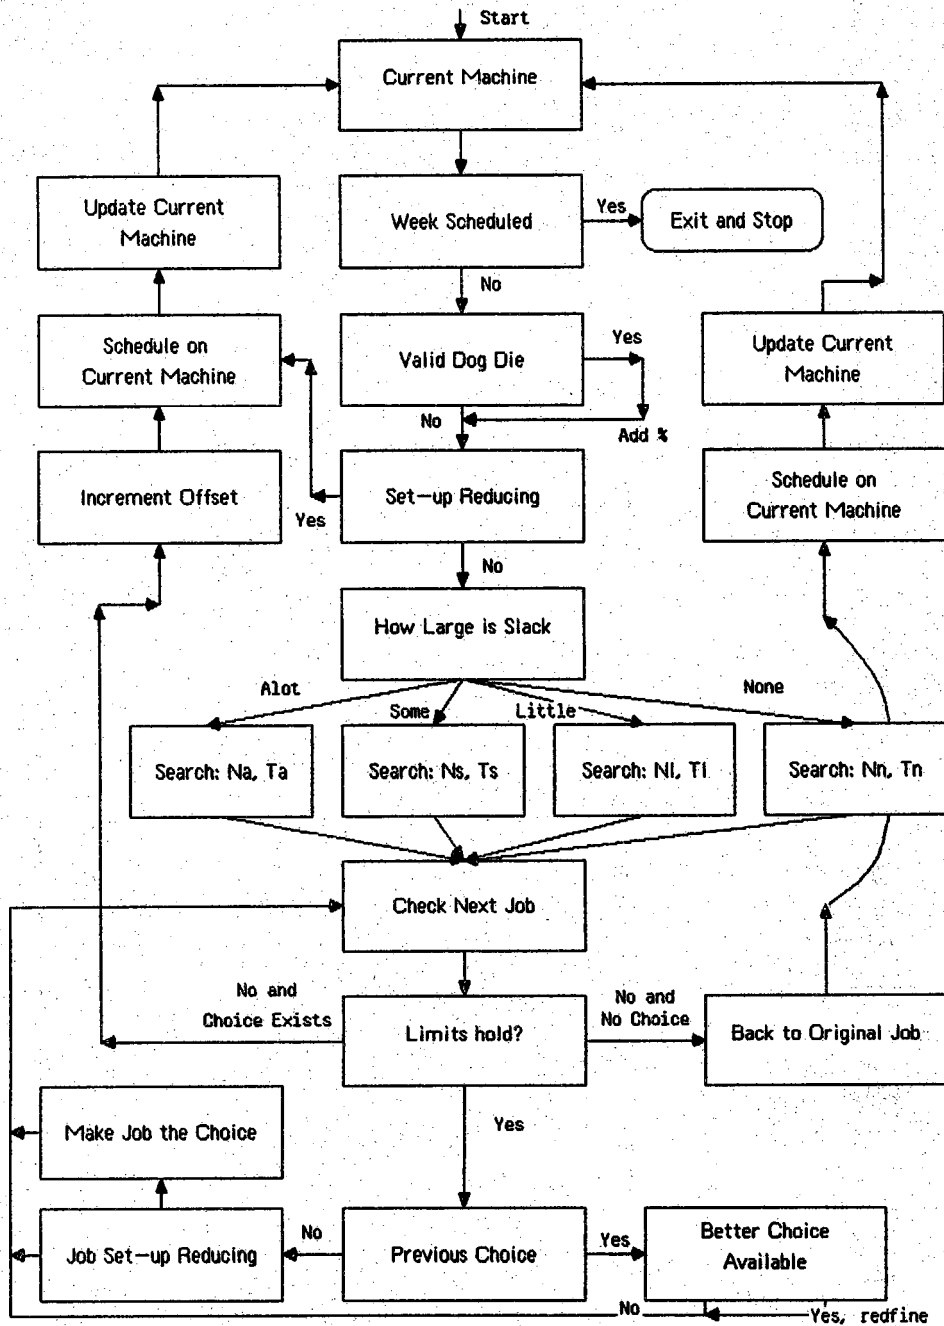 Start
Current Machine
Update Current
Machine
Week Scheduled
Yes
Exit and Stop
No
Schedule on
Current Machine
Valid Dog Die
Yes
Update Current
Machine
No
Add %
Increment Offset
Set-up Reducing
Yes
Schedule on
Current Machine
No
How Large is Slack
Alot
Some
Little
None
Search: Na, Ta
Search: Ns, Ts
Search: Nl, Tl
Search: Nn, Tn
Check Next Job
No and
Choice Exists
Limits hold?
No and
No Choice
Back to Original Job
Yes
Make Job the Choice
Job Set-up Reducing
No
Previous Choice
Yes
Better Choice
Available
No
Yes, redfine